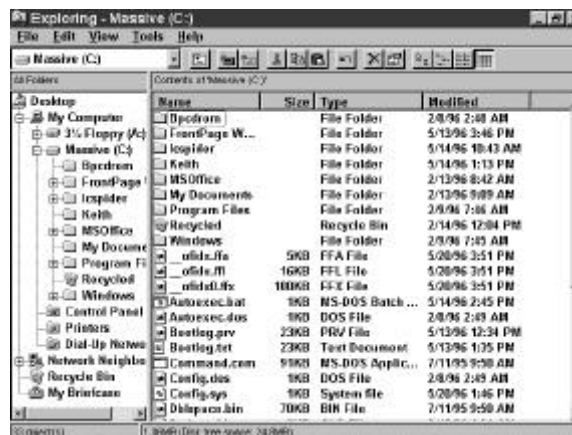 Exploring - Massive (C:)
File Edit View Tools Help
Massive (C:)
All Folders
Contents of 'Massive (C:)'
Desktop
My Computer
3½ Floppy (A:)
Massive (C:)
Bpcdrom
FrontPage
Icspider
Keith
MSOffice
My Docume
Program Fi
Recycled
Windows
Control Panel
Printers
Dial-Up Netwo
Network Neighbo
Recycle Bin
My Briefcase
Name Size Type Modified
Bpcdrom File Folder 2/8/96 2:48 AM
FrontPage W... File Folder 5/13/96 3:46 PM
Icspider File Folder 5/14/96 10:43 AM
Keith File Folder 5/14/96 1:13 PM
MSOffice File Folder 2/13/96 8:42 AM
My Documents File Folder 2/13/96 9:09 AM
Program Files File Folder 2/9/96 7:46 AM
Recycled Recycle Bin 2/14/96 12:04 PM
Windows File Folder 2/9/96 7:45 AM
__ofidx.ffa 5KB FFA File 5/20/96 3:51 PM
__ofidx.ffl 16KB FFL File 5/20/96 3:51 PM
__ofidx0.ffx 100KB FFX File 5/20/96 3:51 PM
Autoexec.bat 1KB MS-DOS Batch ... 5/14/96 2:45 PM
Autoexec.dos 1KB DOS File 2/8/96 2:49 AM
Bootlog.prv 23KB PRV File 5/13/96 12:34 PM
Bootlog.txt 23KB Text Document 5/13/96 1:35 PM
Command.com 91KB MS-DOS Applic... 7/11/95 9:50 AM
Config.dos 1KB DOS File 2/8/96 2:49 AM
Config.sys 1KB System file 5/20/96 1:46 PM
Dblspace.bin 70KB BIN File 7/11/95 9:50 AM
33 object(s)